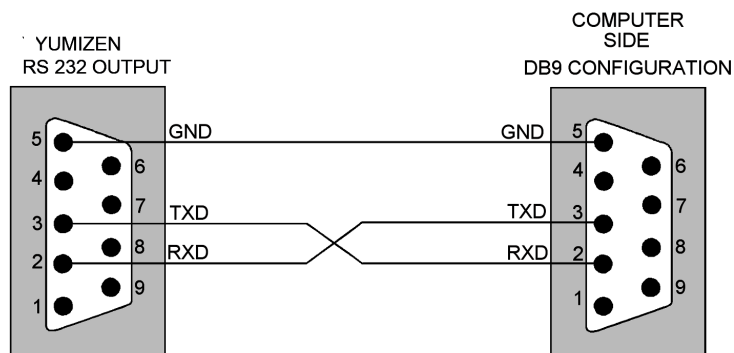 YUMIZEN
RS 232 OUTPUT
COMPUTER
SIDE
DB9 CONFIGURATION
5
4
3
2
1
6
7
8
9
GND
TXD
RXD
GND
TXD
RXD
5
4
3
2
1
6
7
8
9